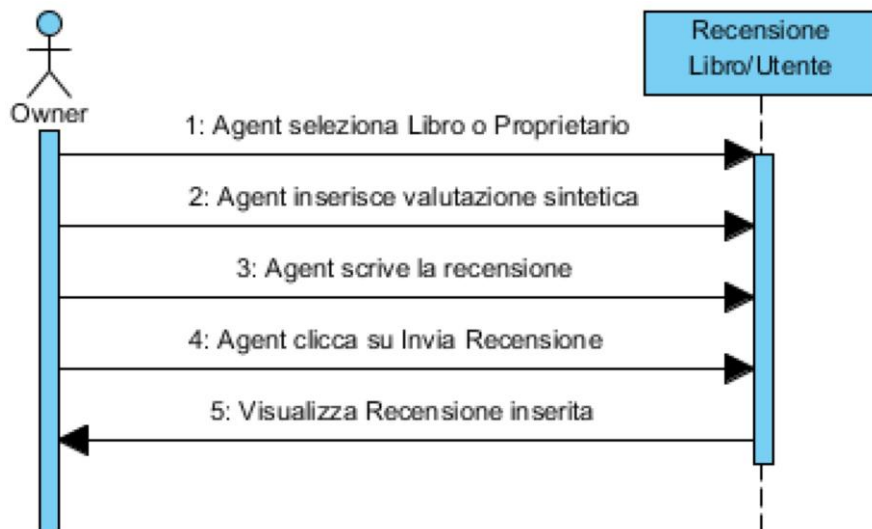 Recensione
Libro/Utente
Owner
1: Agent seleziona Libro o Proprietario
2: Agent inserisce valutazione sintetica
3: Agent scrive la recensione
4: Agent clicca su Invia Recensione
5: Visualizza Recensione inserita